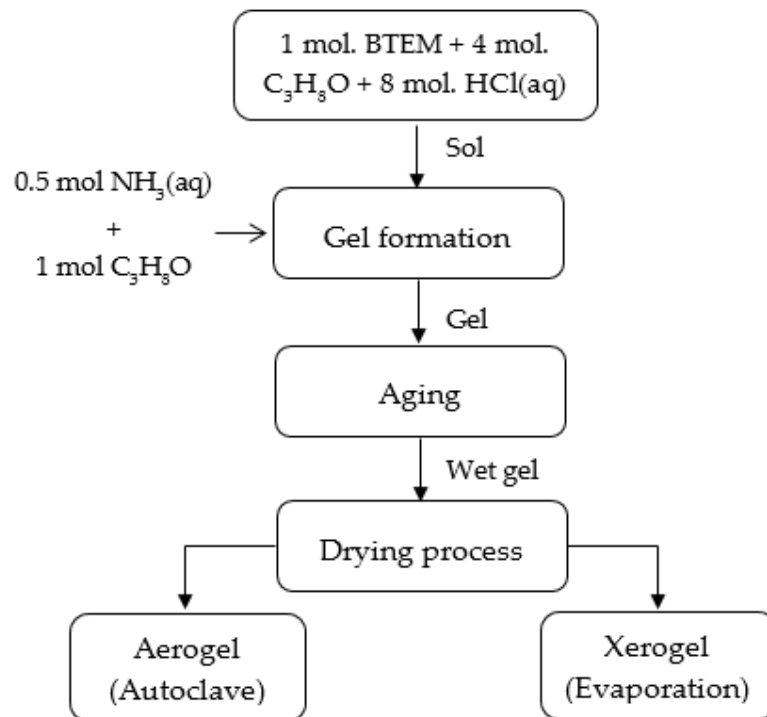 1 mol. BTEM + 4 mol.
C₃H₈O + 8 mol. HCl(aq)
Sol
0.5 mol NH₃(aq)
+
1 mol C₃H₈O
Gel formation
Gel
Aging
Wet gel
Drying process
Aerogel
(Autoclave)
Xerogel
(Evaporation)